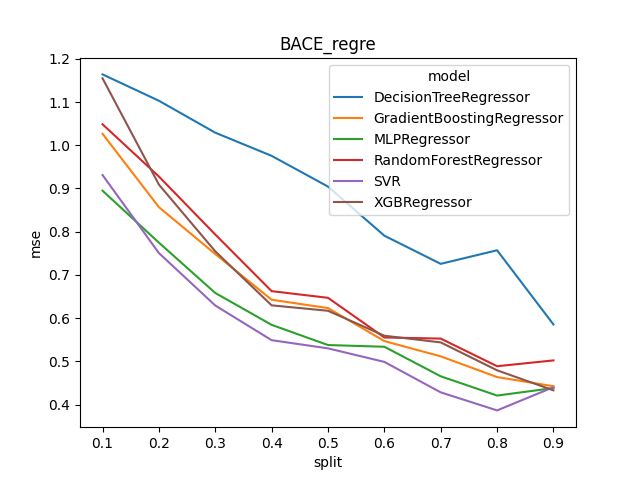 BACE_regre
mse
1.2
1.1
1.0
0.9
0.8
0.7
0.6
0.5
0.4
model
DecisionTreeRegressor
GradientBoostingRegressor
MLPRegressor
RandomForestRegressor
SVR
XGBRegressor
0.1 0.2 0.3 0.4 0.5 0.6 0.7 0.8 0.9
split